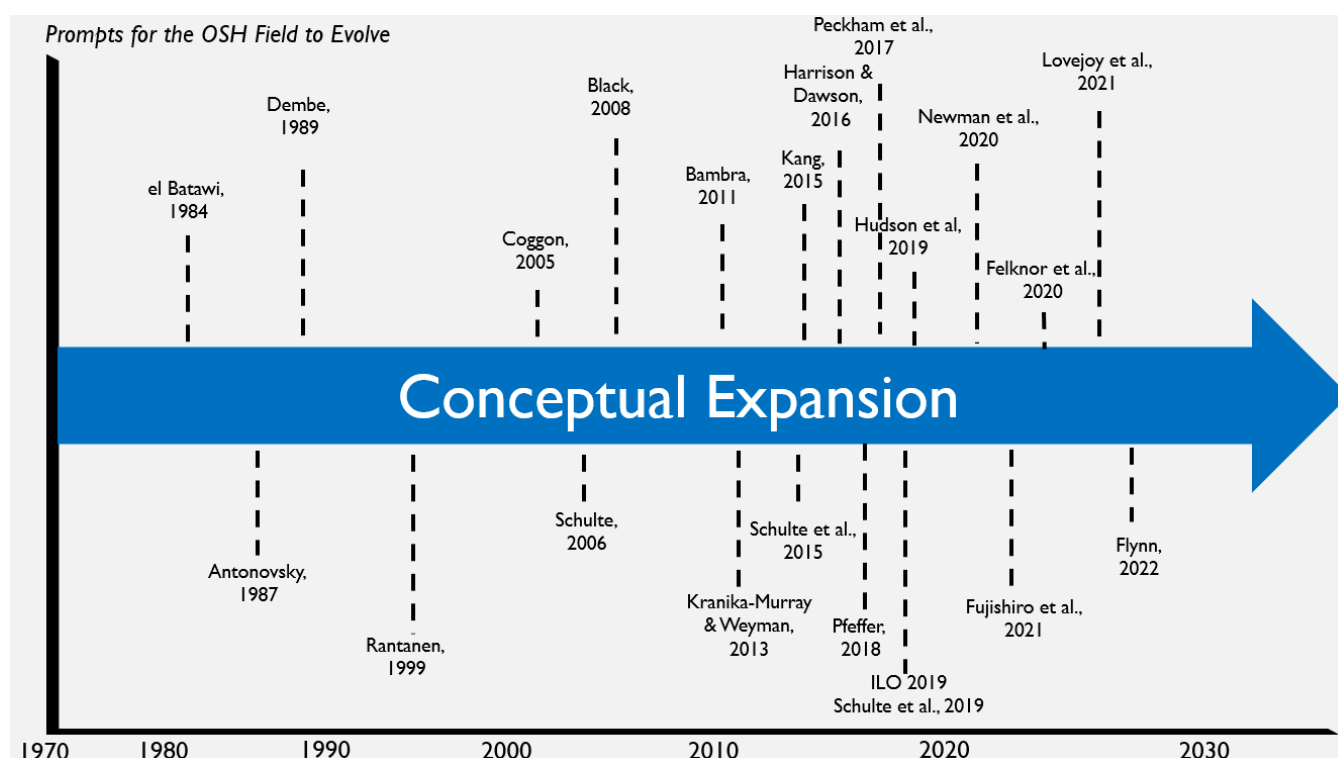 Prompts for the OSH Field to Evolve
Peckham et al.,
2017
Lovejoy et al.,
2021
Harrison &
Dawson,
2016
Black,
2008
Dembe,
1989
Newman et al.,
2020
Kang,
2015
Bambra,
2011
el Batawi,
1984
Hudson et al,
2019
Coggon,
2005
Felknor et al.,
2020
Conceptual Expansion
Schulte,
2006
Schulte et al.,
2015
Flynn,
2022
Antonovsky,
1987
Kranika-Murray
& Weyman,
2013
Fujishiro et al.,
2021
Pfeffer,
2018
Rantanen,
1999
ILO 2019
Schulte et al., 2019
1970 1980 1990 2000 2010 2020 2030